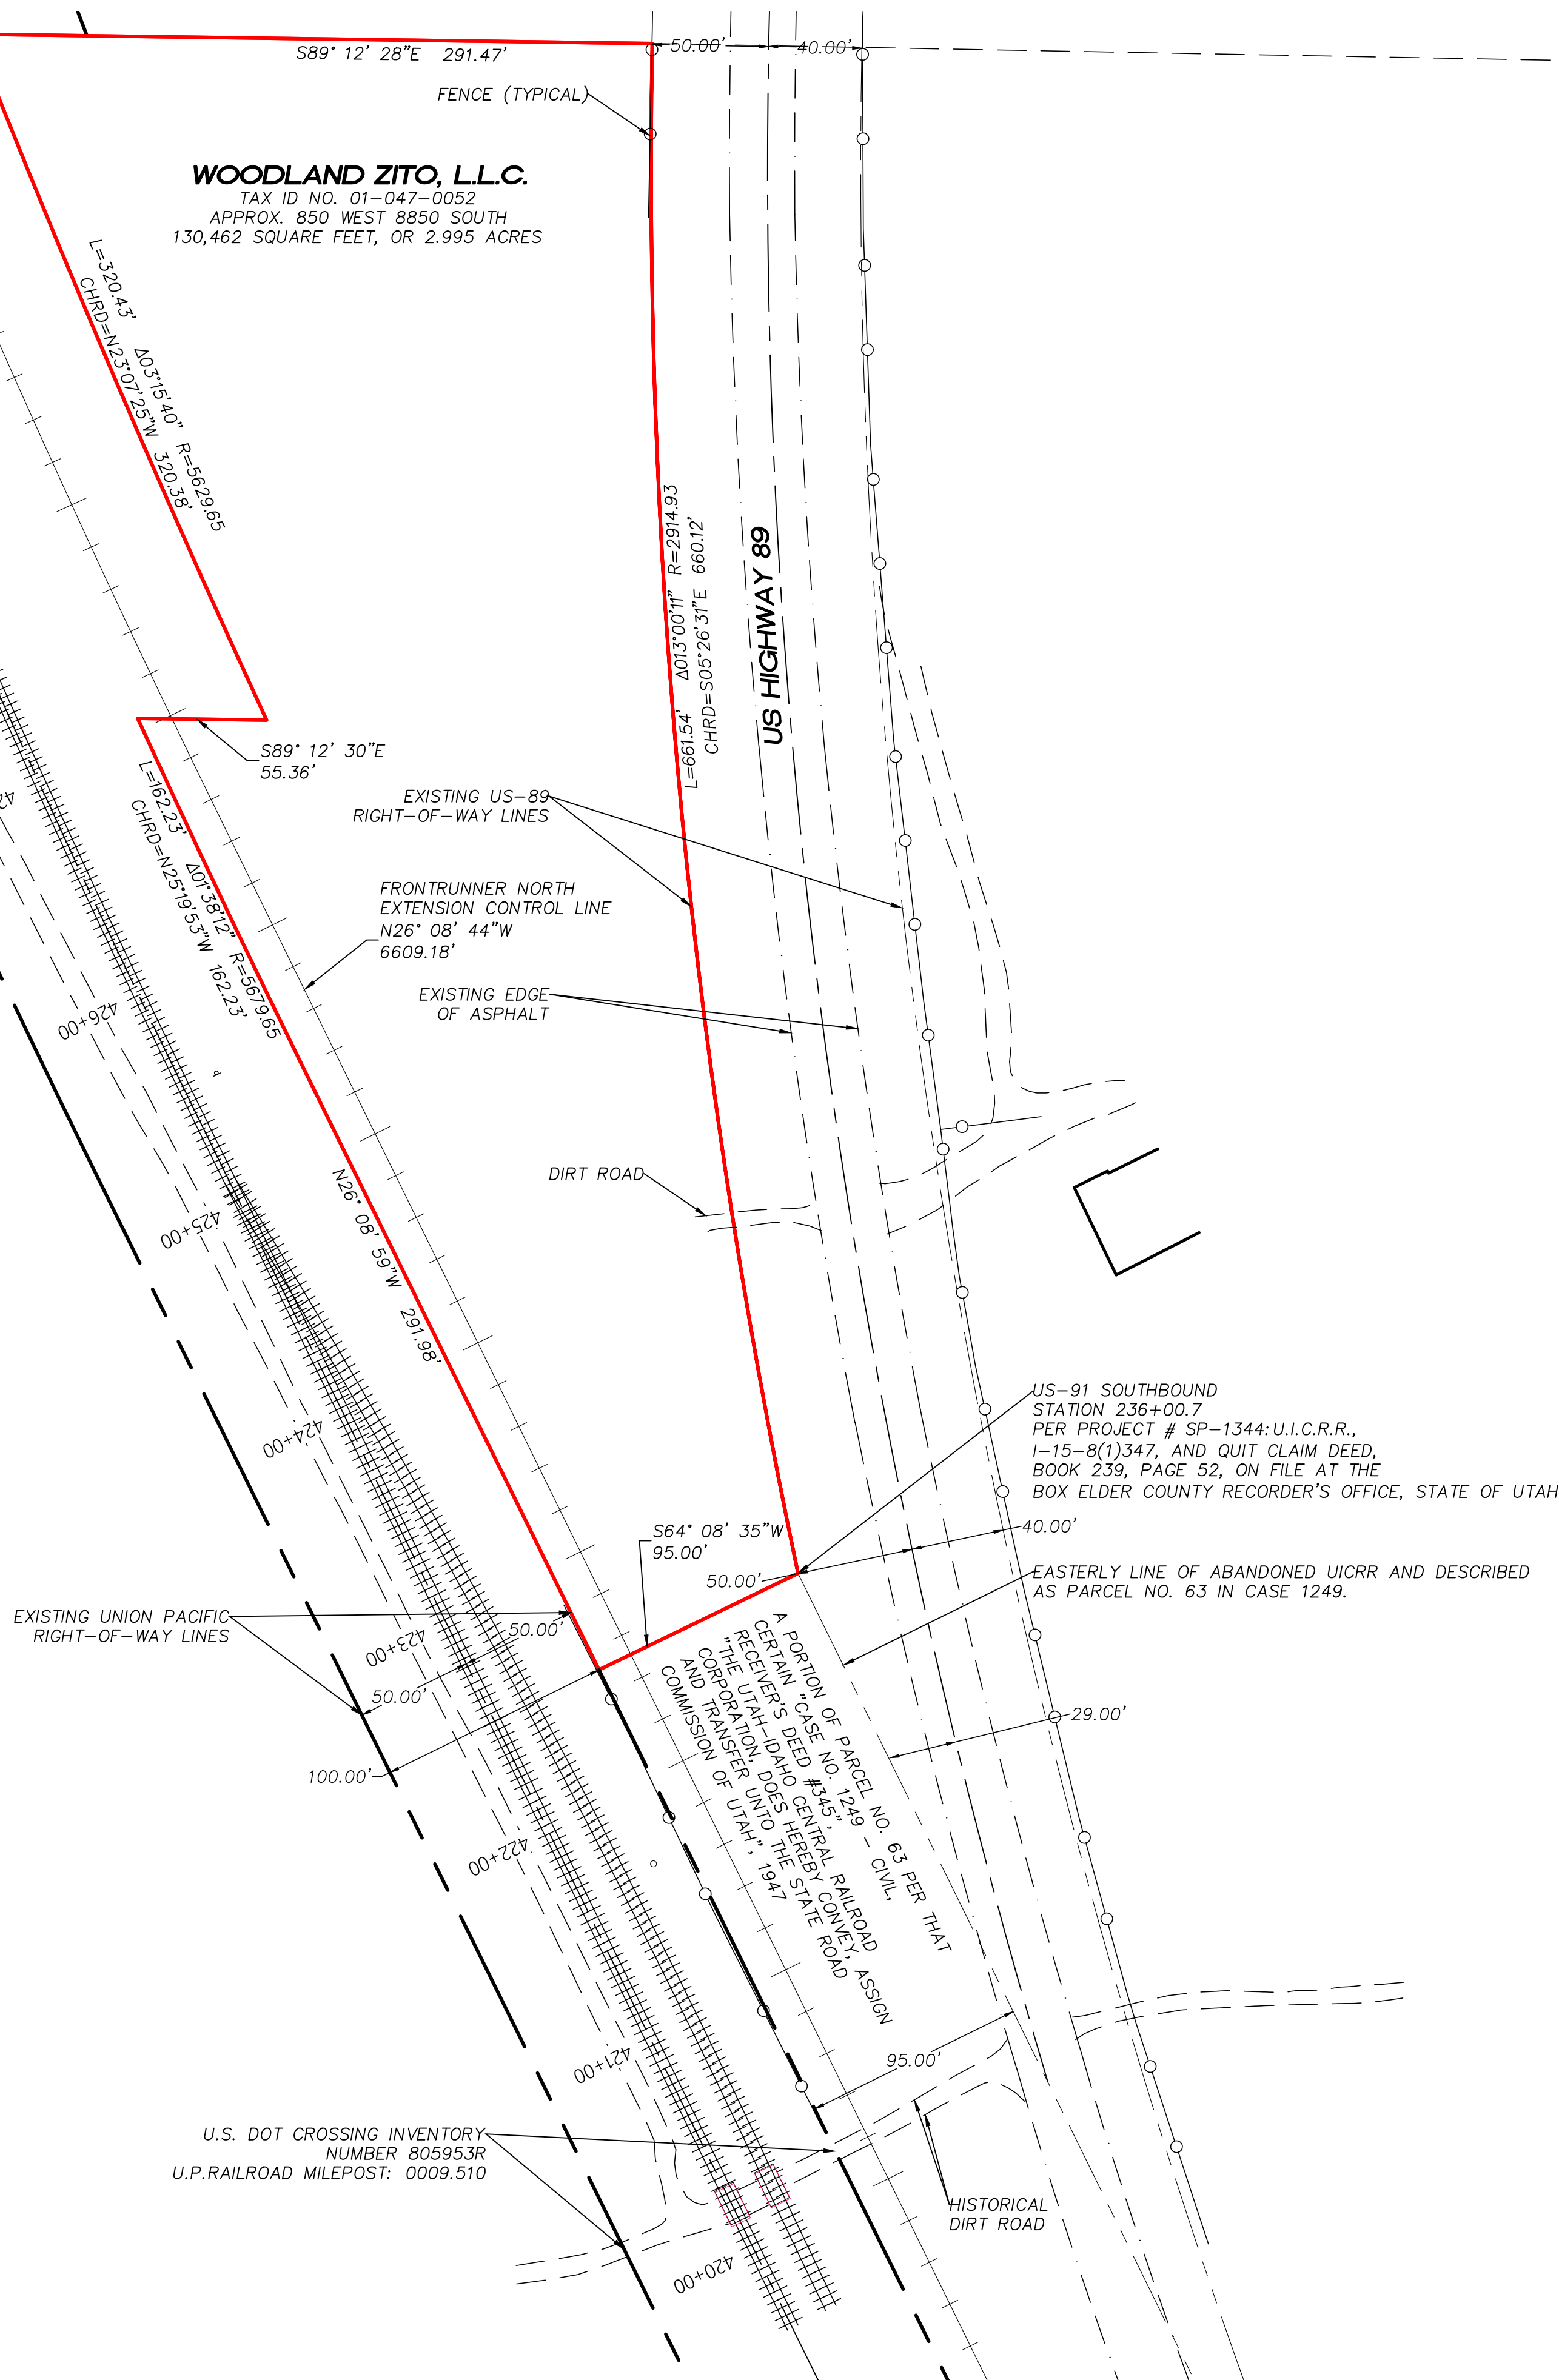 S89° 12' 28"E 291.47'
50.00'
40.00'
FENCE (TYPICAL)
WOODLAND ZITO, L.L.C.
TAX ID NO. 01-047-0052
APPROX. 850 WEST 8850 SOUTH
130,462 SQUARE FEET, OR 2.995 ACRES
L=320.43' Δ03°15'40" R=5629.65
CHRD=N23°07'25"W 320.38'
L=661.54' Δ013°00'11" R=2914.93
CHRD=S05°26'31"E 660.12'
US HIGHWAY 89
S89° 12' 30"E
55.36'
L=162.23' Δ01°38'12" R=5679.65
CHRD=N25°19'53"W 162.23'
EXISTING US-89
RIGHT-OF-WAY LINES
FRONTRUNNER NORTH
EXTENSION CONTROL LINE
N26° 08' 44"W
6609.18'
EXISTING EDGE
OF ASPHALT
426+00
DIRT ROAD
425+00
N26° 08' 59"W 291.98'
424+00
US-91 SOUTHBOUND
STATION 236+00.7
PER PROJECT # SP-1344:U.I.C.R.R.,
I-15-8(1)347, AND QUIT CLAIM DEED,
BOOK 239, PAGE 52, ON FILE AT THE
BOX ELDER COUNTY RECORDER'S OFFICE, STATE OF UTAH
S64° 08' 35"W
95.00'
40.00'
50.00'
EASTERLY LINE OF ABANDONED UICRR AND DESCRIBED
AS PARCEL NO. 63 IN CASE 1249.
EXISTING UNION PACIFIC
RIGHT-OF-WAY LINES
423+00
50.00'
50.00'
100.00'
A PORTION OF PARCEL NO. 63 PER THAT
CERTAIN "CASE NO. 1249 - CIVIL,
RECEIVER'S DEED #345",
"THE UTAH-IDAHO CENTRAL RAILROAD
CORPORATION, DOES HEREBY CONVEY, ASSIGN
AND TRANSFER UNTO THE STATE ROAD
COMMISSION OF UTAH", 1947
29.00'
422+00
421+00
95.00'
U.S. DOT CROSSING INVENTORY
NUMBER 805953R
U.P.RAILROAD MILEPOST: 0009.510
HISTORICAL
DIRT ROAD
420+00